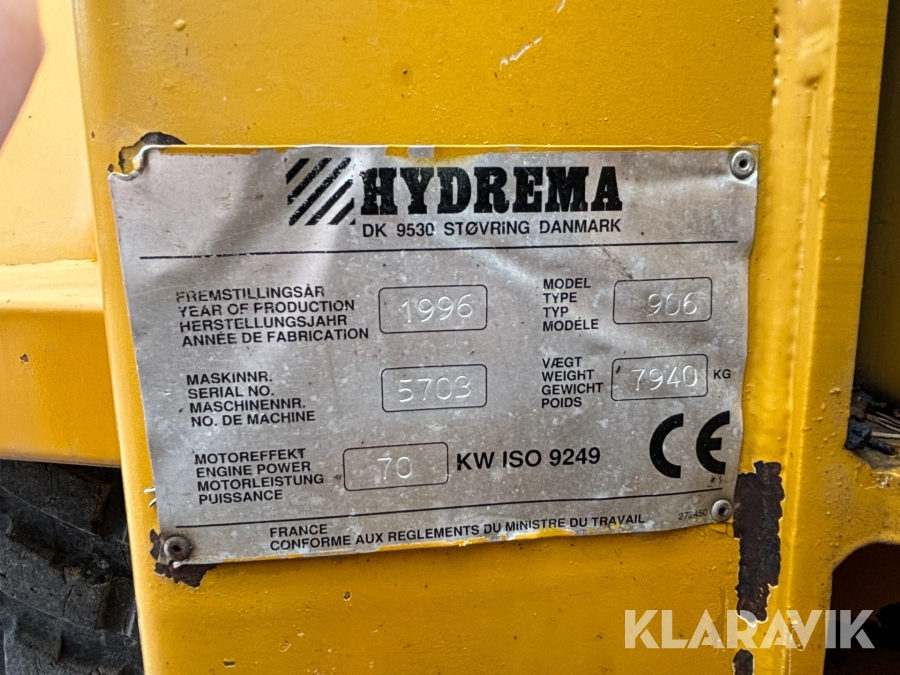 HYDREMA
DK 9530 STØVRING DANMARK
FREMSTILLINGSÅR
YEAR OF PRODUCTION
HERSTELLUNGSJAHR
ANNÉE DE FABRICATION
1996
MODEL
TYPE
TYP
MODÉLE
906
MASKINNR.
SERIAL NO.
MASCHINENNR.
NO. DE MACHINE
5703
VÆGT
WEIGHT
GEWICHT
POIDS
7940 KG
MOTOREFFEKT
ENGINE POWER
MOTORLEISTUNG
PUISSANCE
70 KW ISO 9249
CE
FRANCE
CONFORME AUX REGLEMENTS DU MINISTRE DU TRAVAIL
272450
KLARAVIK